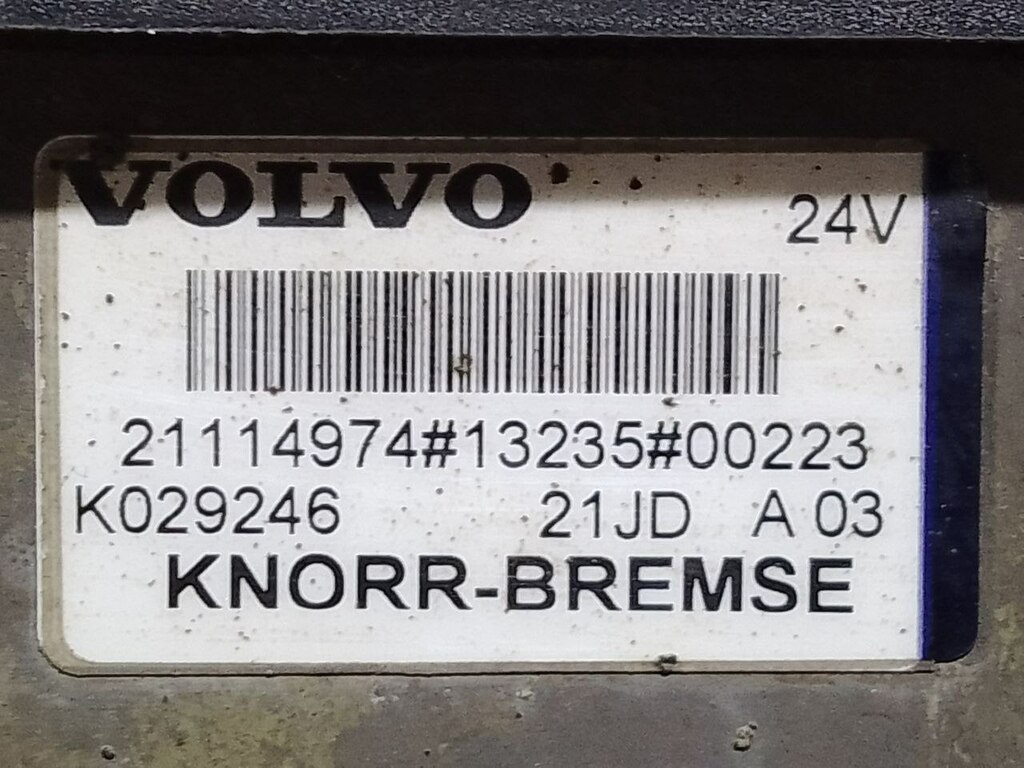 VOLVO
24V
21114974#13235#00223
K029246 21JD A 03
KNORR-BREMSE